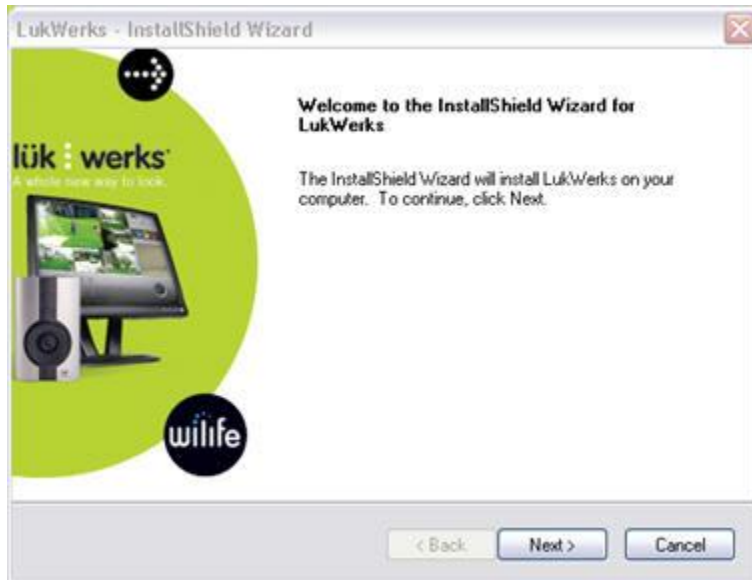 LukWerks - InstallShield Wizard
Welcome to the InstallShield Wizard for
LukWerks
lük werks
A whole new way to look.
The InstallShield Wizard will install LukWerks on your
computer. To continue, click Next.
wilife
< Back
Next >
Cancel